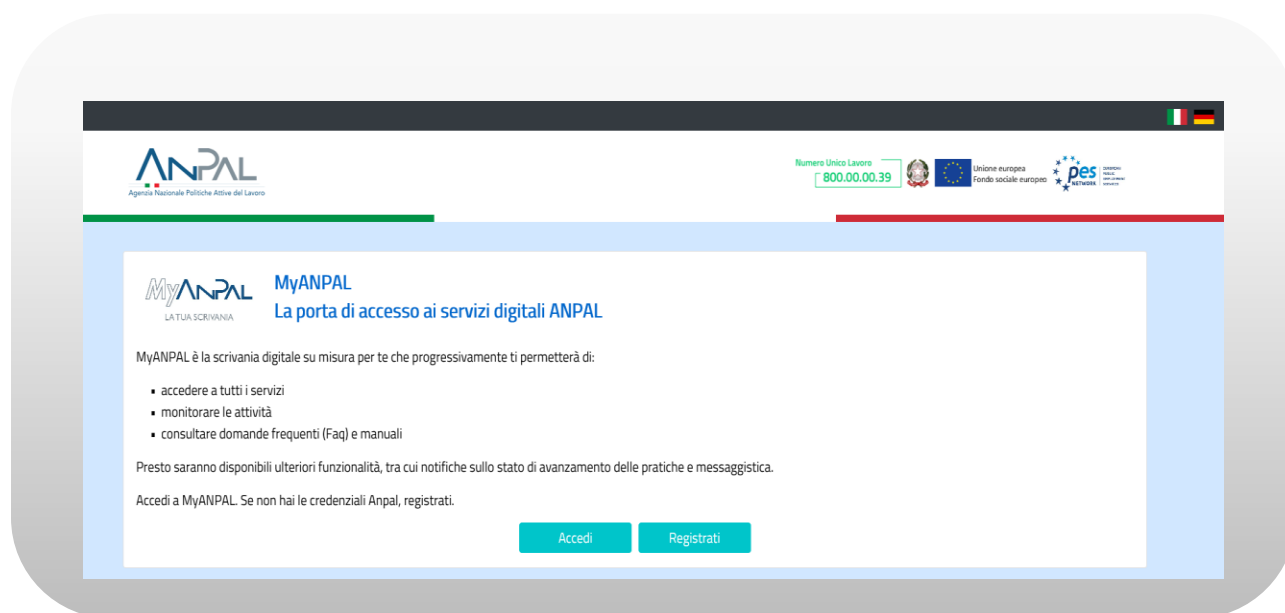 ANPAL
Agenzia Nazionale Politiche Attive del Lavoro
Numero Unico Lavoro
800.00.00.39
Unione europea
Fondo sociale europeo
pes
NETWORK
EUROPEAN
PUBLIC
EMPLOYMENT
SERVICES
MyANPAL
LA TUA SCRIVANIA
MyANPAL
La porta di accesso ai servizi digitali ANPAL
MyANPAL è la scrivania digitale su misura per te che progressivamente ti permetterà di:
▪ accedere a tutti i servizi
▪ monitorare le attività
▪ consultare domande frequenti (Faq) e manuali
Presto saranno disponibili ulteriori funzionalità, tra cui notifiche sullo stato di avanzamento delle pratiche e messaggistica.
Accedi a MyANPAL. Se non hai le credenziali Anpal, registrati.
Accedi
Registrati